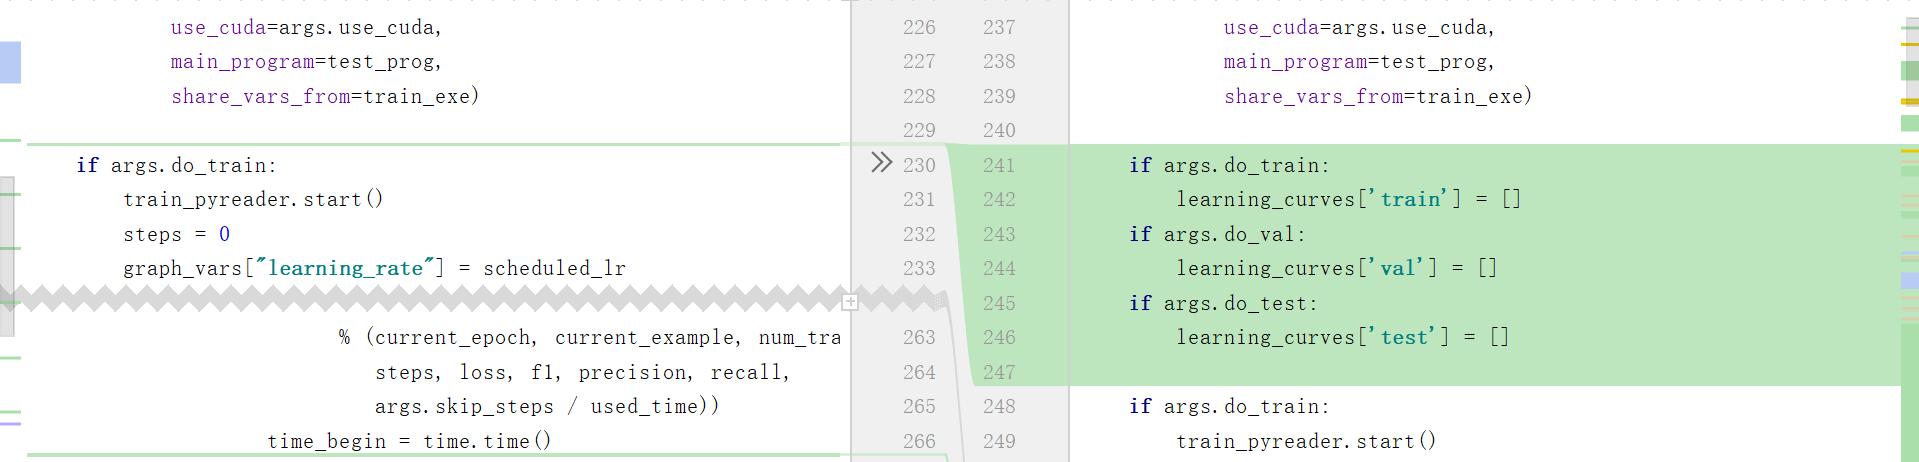 use_cuda=args.use_cuda,
main_program=test_prog,
share_vars_from=train_exe)
if args.do_train:
train_pyreader.start()
steps = 0
graph_vars["learning_rate"] = scheduled_lr
% (current_epoch, current_example, num_tra
steps, loss, f1, precision, recall,
args.skip_steps / used_time))
time_begin = time.time()
226 237
227 238
228 239
229 240
230 241
231 242
232 243
233 244
245
263 246
264 247
265 248
266 249
use_cuda=args.use_cuda,
main_program=test_prog,
share_vars_from=train_exe)
if args.do_train:
learning_curves['train'] = []
if args.do_val:
learning_curves['val'] = []
if args.do_test:
learning_curves['test'] = []
if args.do_train:
train_pyreader.start()